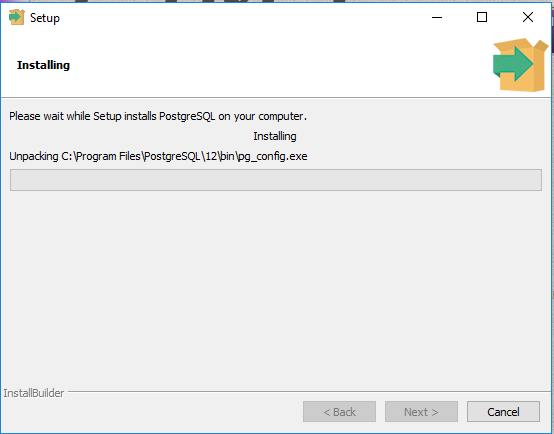 Setup
Installing
Please wait while Setup installs PostgreSQL on your computer.
Installing
Unpacking C:\Program Files\PostgreSQL\12\bin\pg_config.exe
InstallBuilder
< Back
Next >
Cancel